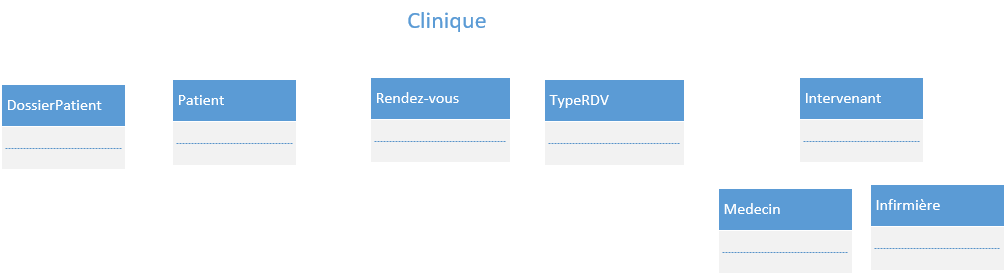 Clinique
DossierPatient
Patient
Rendez-vous
TypeRDV
Intervenant
Medecin
Infirmière